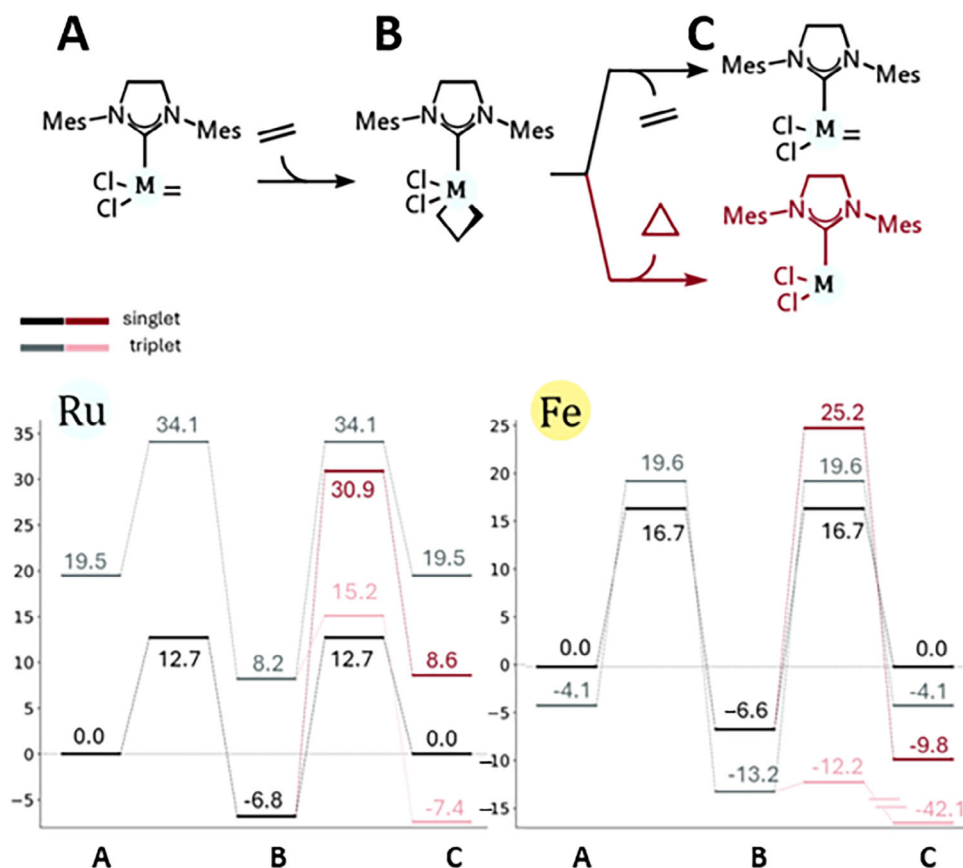 A B C
Mes N N Mes
Cl Cl M
Mes N N Mes
Cl Cl M
Mes N N Mes
Cl Cl M
Mes N N Mes
Cl Cl M
singlet
triplet
Ru
35
30
25
20
15
10
5
0
−5
34.1 34.1
30.9
19.5 19.5
15.2
12.7 12.7
8.2 8.6
0.0 0.0
-6.8 -7.4
A B C
Fe
25
20
15
10
5
0
−5
−10
−15
25.2
19.6 19.6
16.7 16.7
0.0 0.0
-4.1 -4.1
−6.6
-9.8
-13.2 -12.2
-42.1
A B C